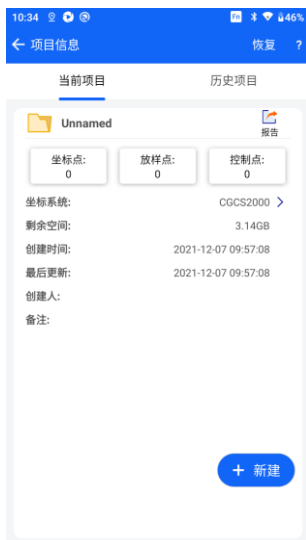 10:34 46%
项目信息 恢复 ?
当前项目 历史项目
Unnamed 报告
坐标点: 放样点: 控制点:
0 0 0
坐标系统: CGCS2000
剩余空间: 3.14GB
创建时间: 2021-12-07 09:57:08
最后更新: 2021-12-07 09:57:08
创建人:
备注:
+ 新建